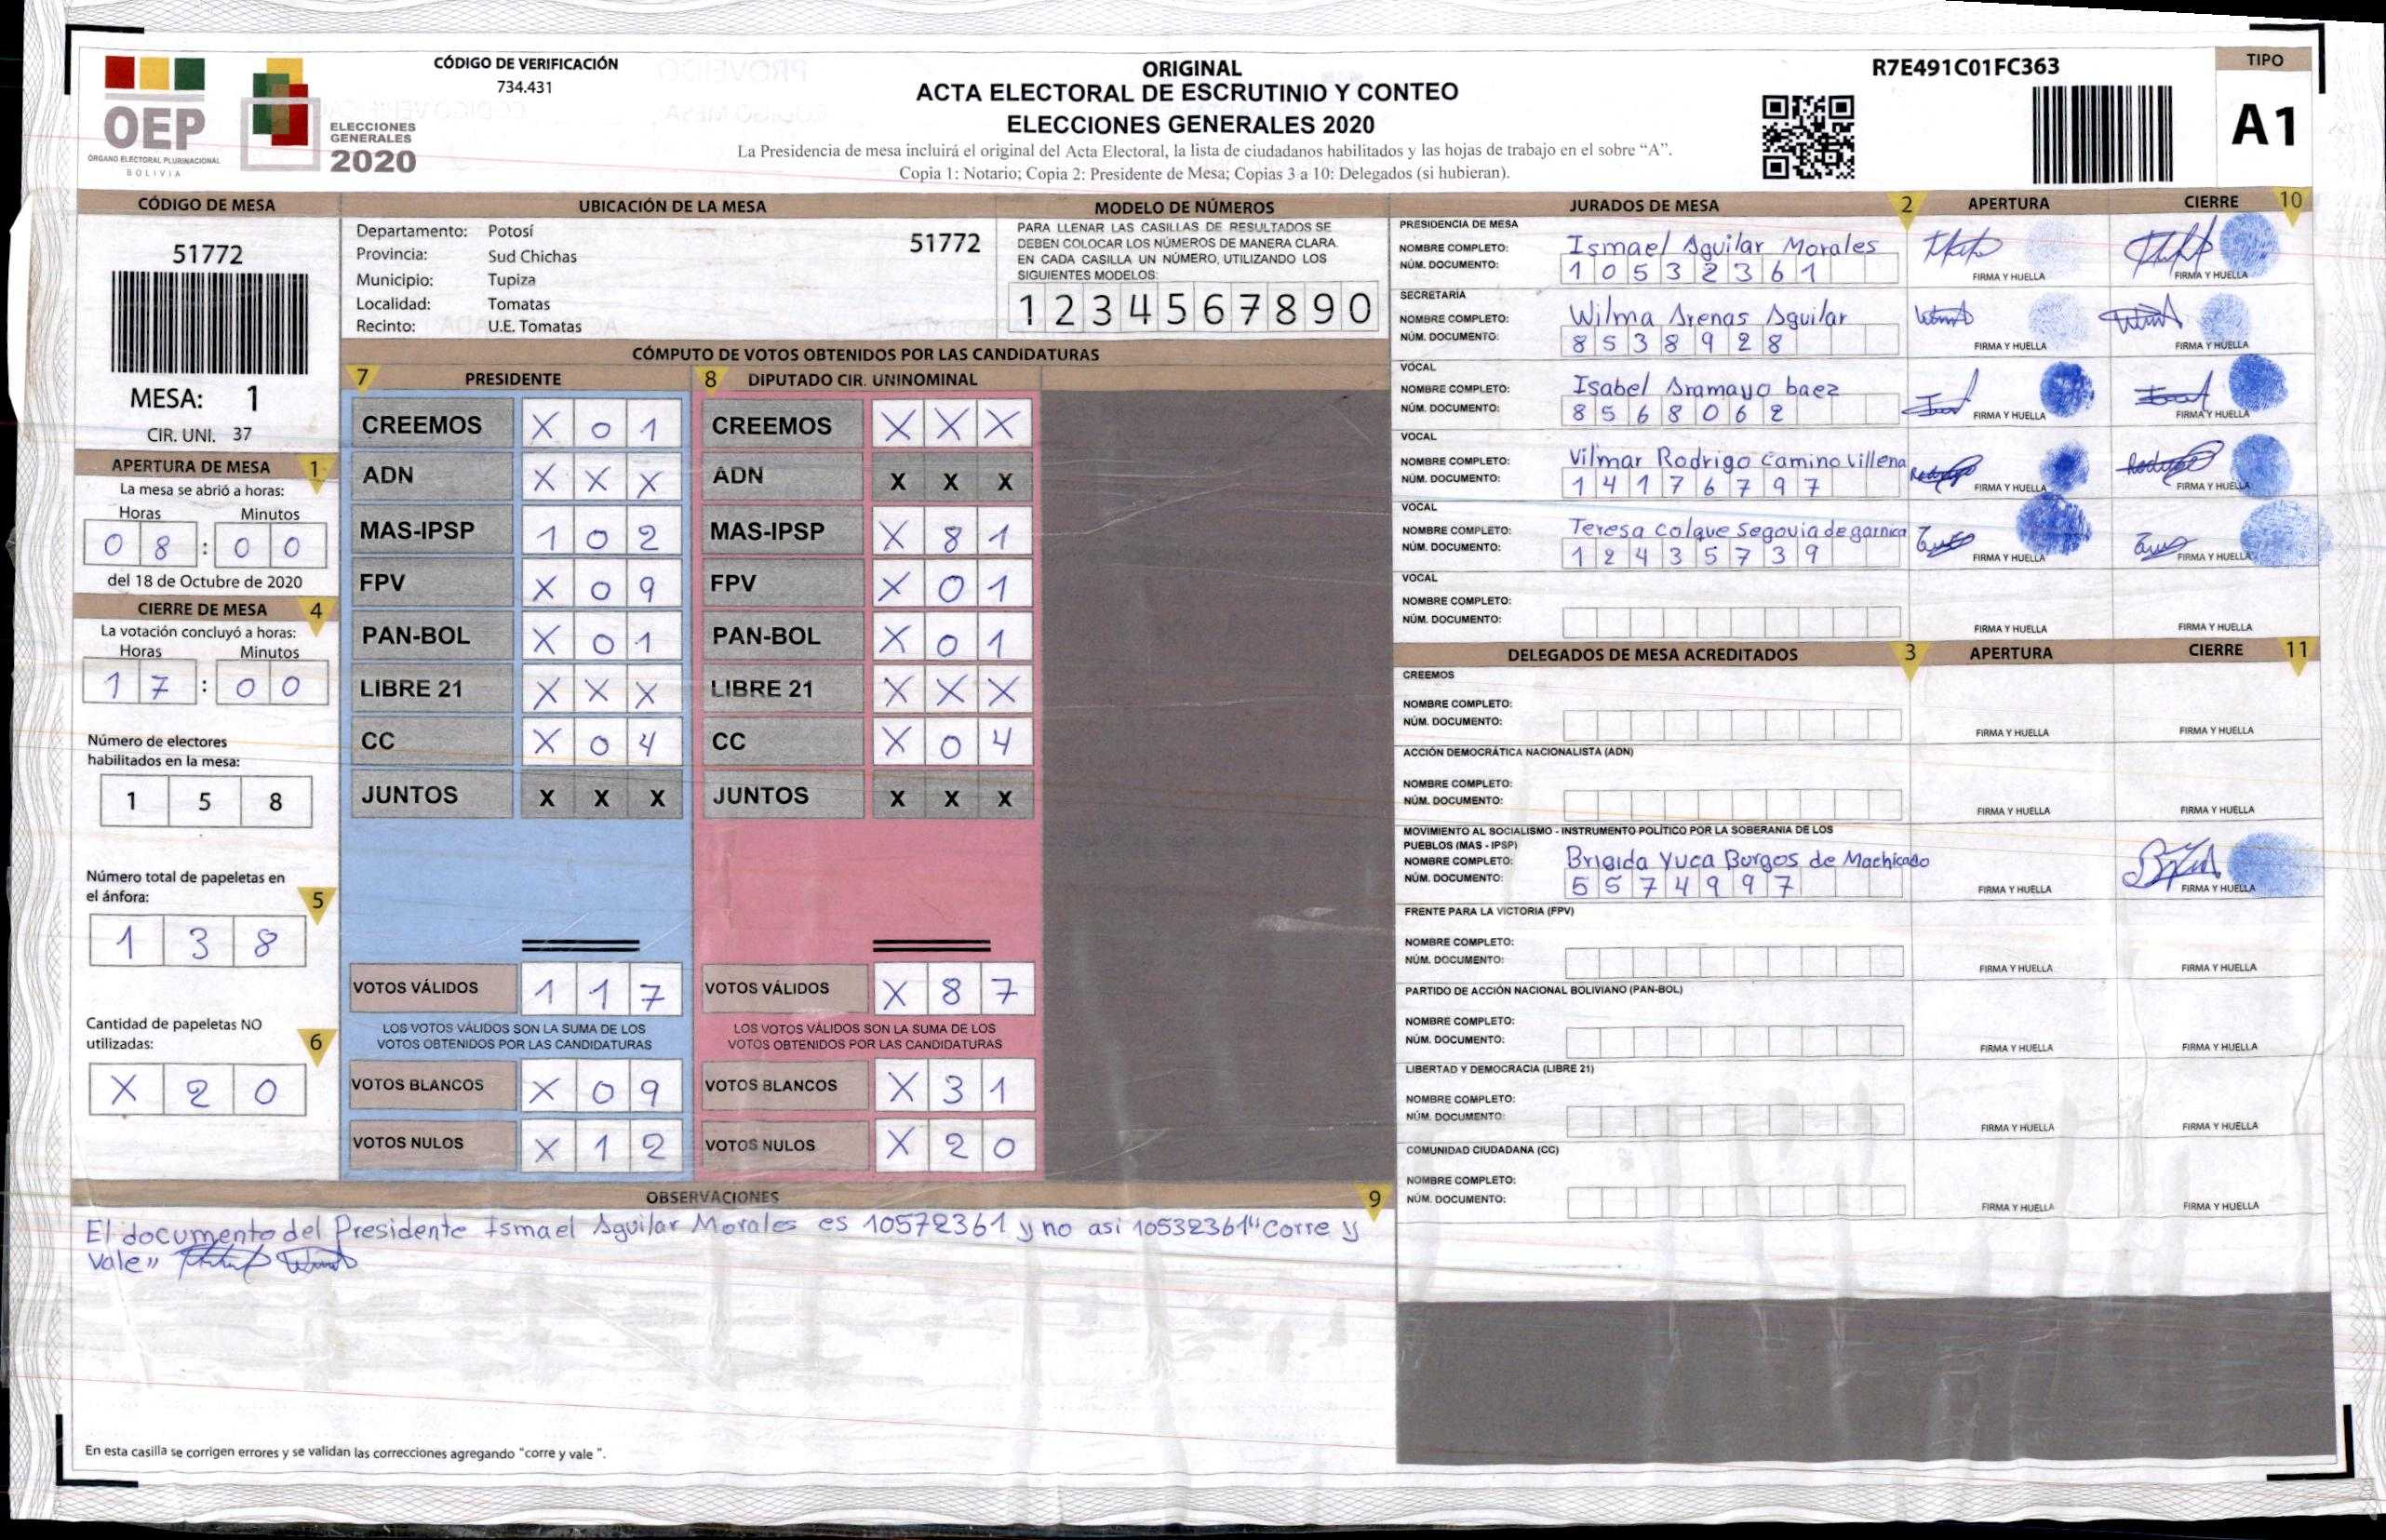 CÓDIGO DE VERIFICACIÓN
734.431
OEP
ÓRGANO ELECTORAL PLURINACIONAL
BOLIVIA
ELECCIONES
GENERALES
2020
ORIGINAL
ACTA ELECTORAL DE ESCRUTINIO Y CONTEO
ELECCIONES GENERALES 2020
La Presidencia de mesa incluirá el original del Acta Electoral, la lista de ciudadanos habilitados y las hojas de trabajo en el sobre “A”.
Copia 1: Notario; Copia 2: Presidente de Mesa; Copias 3 a 10: Delegados (si hubieran).
R7E491C01FC363
TIPO
A1
CÓDIGO DE MESA
51772
MESA: 1
CIR. UNI. 37
UBICACIÓN DE LA MESA
Departamento: Potosí
Provincia: Sud Chichas
Municipio: Tupiza
Localidad: Tomatas
Recinto: U.E. Tomatas
51772
MODELO DE NÚMEROS
PARA LLENAR LAS CASILLAS DE RESULTADOS SE
DEBEN COLOCAR LOS NÚMEROS DE MANERA CLARA.
EN CADA CASILLA UN NÚMERO, UTILIZANDO LOS
SIGUIENTES MODELOS:
1 2 3 4 5 6 7 8 9 0
APERTURA DE MESA 1
La mesa se abrió a horas:
Horas Minutos
0 8 : 0 0
del 18 de Octubre de 2020
CIERRE DE MESA 4
La votación concluyó a horas:
Horas Minutos
1 7 : 0 0
Número de electores
habilitados en la mesa:
1 5 8
Número total de papeletas en
el ánfora: 5
1 3 8
Cantidad de papeletas NO
utilizadas: 6
X 2 0
CÓMPUTO DE VOTOS OBTENIDOS POR LAS CANDIDATURAS
7 PRESIDENTE
CREEMOS X 0 1
ADN X X X
MAS-IPSP 1 0 2
FPV X 0 9
PAN-BOL X 0 1
LIBRE 21 X X X
CC X 0 4
JUNTOS X X X
VOTOS VÁLIDOS 1 1 7
LOS VOTOS VÁLIDOS SON LA SUMA DE LOS
VOTOS OBTENIDOS POR LAS CANDIDATURAS
VOTOS BLANCOS X 0 9
VOTOS NULOS X 1 2
8 DIPUTADO CIR. UNINOMINAL
CREEMOS X X X
ADN X X X
MAS-IPSP X 8 1
FPV X 0 1
PAN-BOL X 0 1
LIBRE 21 X X X
CC X 0 4
JUNTOS X X X
VOTOS VÁLIDOS X 8 7
LOS VOTOS VÁLIDOS SON LA SUMA DE LOS
VOTOS OBTENIDOS POR LAS CANDIDATURAS
VOTOS BLANCOS X 3 1
VOTOS NULOS X 2 0
JURADOS DE MESA 2 APERTURA CIERRE 10
PRESIDENCIA DE MESA
NOMBRE COMPLETO: Ismael Aguilar Morales
NÚM. DOCUMENTO: 1 0 5 3 2 3 6 1
FIRMA Y HUELLA FIRMA Y HUELLA
SECRETARÍA
NOMBRE COMPLETO: Wilma Arenas Aguilar
NÚM. DOCUMENTO: 8 5 3 8 9 2 8
FIRMA Y HUELLA FIRMA Y HUELLA
VOCAL
NOMBRE COMPLETO: Isabel Aramayo baez
NÚM. DOCUMENTO: 8 5 6 8 0 6 2
FIRMA Y HUELLA FIRMA Y HUELLA
VOCAL
NOMBRE COMPLETO: Vilmar Rodrigo Camino Villena
NÚM. DOCUMENTO: 1 4 1 7 6 7 9 7
FIRMA Y HUELLA FIRMA Y HUELLA
VOCAL
NOMBRE COMPLETO: Teresa Colque Segovia de garnica
NÚM. DOCUMENTO: 1 2 4 3 5 7 3 9
FIRMA Y HUELLA FIRMA Y HUELLA
VOCAL
NOMBRE COMPLETO:
NÚM. DOCUMENTO:
FIRMA Y HUELLA FIRMA Y HUELLA
DELEGADOS DE MESA ACREDITADOS 3 APERTURA CIERRE 11
CREEMOS
NOMBRE COMPLETO:
NÚM. DOCUMENTO:
FIRMA Y HUELLA FIRMA Y HUELLA
ACCIÓN DEMOCRÁTICA NACIONALISTA (ADN)
NOMBRE COMPLETO:
NÚM. DOCUMENTO:
FIRMA Y HUELLA FIRMA Y HUELLA
MOVIMIENTO AL SOCIALISMO - INSTRUMENTO POLÍTICO POR LA SOBERANIA DE LOS
PUEBLOS (MAS - IPSP)
NOMBRE COMPLETO: Brigida Yuca Burgos de Machicado
NÚM. DOCUMENTO: 5 5 7 4 9 9 7
FIRMA Y HUELLA FIRMA Y HUELLA
FRENTE PARA LA VICTORIA (FPV)
NOMBRE COMPLETO:
NÚM. DOCUMENTO:
FIRMA Y HUELLA FIRMA Y HUELLA
PARTIDO DE ACCIÓN NACIONAL BOLIVIANO (PAN-BOL)
NOMBRE COMPLETO:
NÚM. DOCUMENTO:
FIRMA Y HUELLA FIRMA Y HUELLA
LIBERTAD Y DEMOCRACIA (LIBRE 21)
NOMBRE COMPLETO:
NÚM. DOCUMENTO:
FIRMA Y HUELLA FIRMA Y HUELLA
COMUNIDAD CIUDADANA (CC)
NOMBRE COMPLETO:
NÚM. DOCUMENTO:
FIRMA Y HUELLA FIRMA Y HUELLA
OBSERVACIONES 9
El documento del Presidente Ismael Aguilar Morales es 10572361 y no asi 10532361 "Corre y
Vale"
En esta casilla se corrigen errores y se validan las correcciones agregando "corre y vale ".